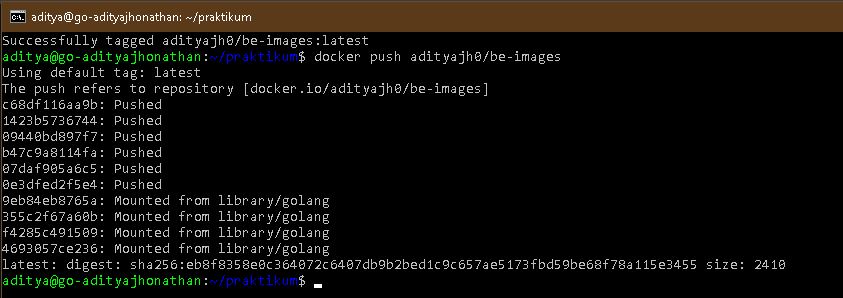 aditya@go-adityajhonathan: ~/praktikum
Successfully tagged adityajh0/be-images:latest
aditya@go-adityajhonathan:~/praktikum$ docker push adityajh0/be-images
Using default tag: latest
The push refers to repository [docker.io/adityajh0/be-images]
c68df116aa9b: Pushed
1423b5736744: Pushed
09440bd897f7: Pushed
b47c9a8114fa: Pushed
07daf905a6c5: Pushed
0e3dfed2f5e4: Pushed
9eb84eb8765a: Mounted from library/golang
355c2f67a60b: Mounted from library/golang
f4285c491509: Mounted from library/golang
4693057ce236: Mounted from library/golang
latest: digest: sha256:eb8f8358e0c364072c6407db9b2bed1c9c657ae5173fbd59be68f78a115e3455 size: 2410
aditya@go-adityajhonathan:~/praktikum$